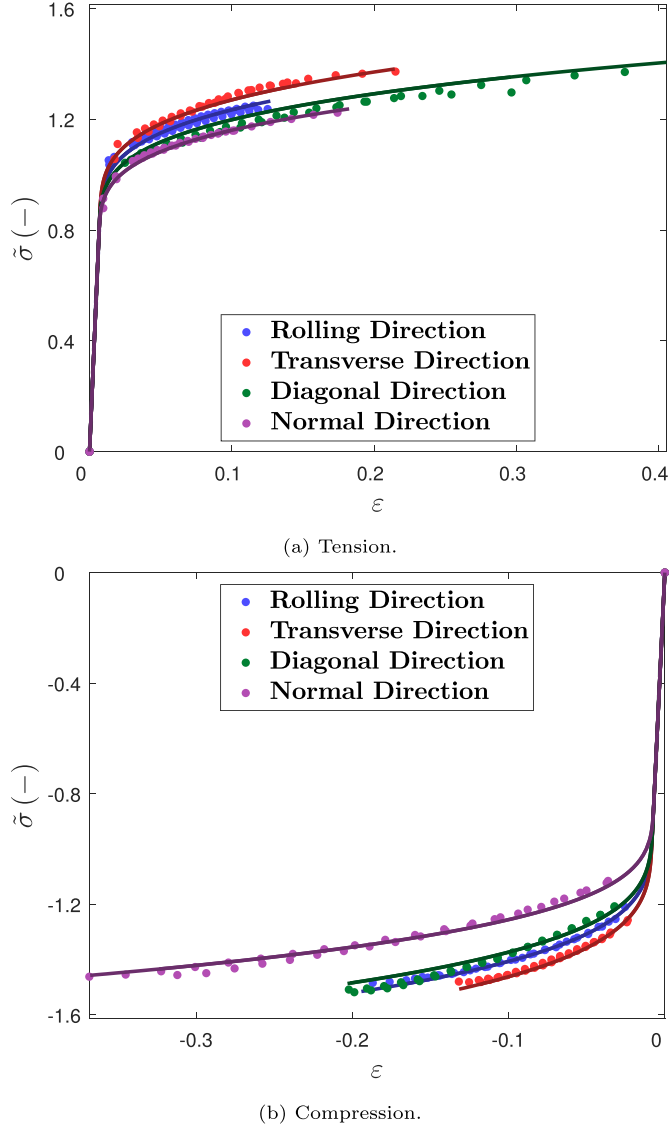 1.6
1.2
0.8
0.4
0
σ̃ (−)
Rolling Direction
Transverse Direction
Diagonal Direction
Normal Direction
0 0.1 0.2 0.3 0.4
ε
(a) Tension.
0
-0.4
-0.8
-1.2
-1.6
σ̃ (−)
Rolling Direction
Transverse Direction
Diagonal Direction
Normal Direction
-0.3 -0.2 -0.1 0
ε
(b) Compression.